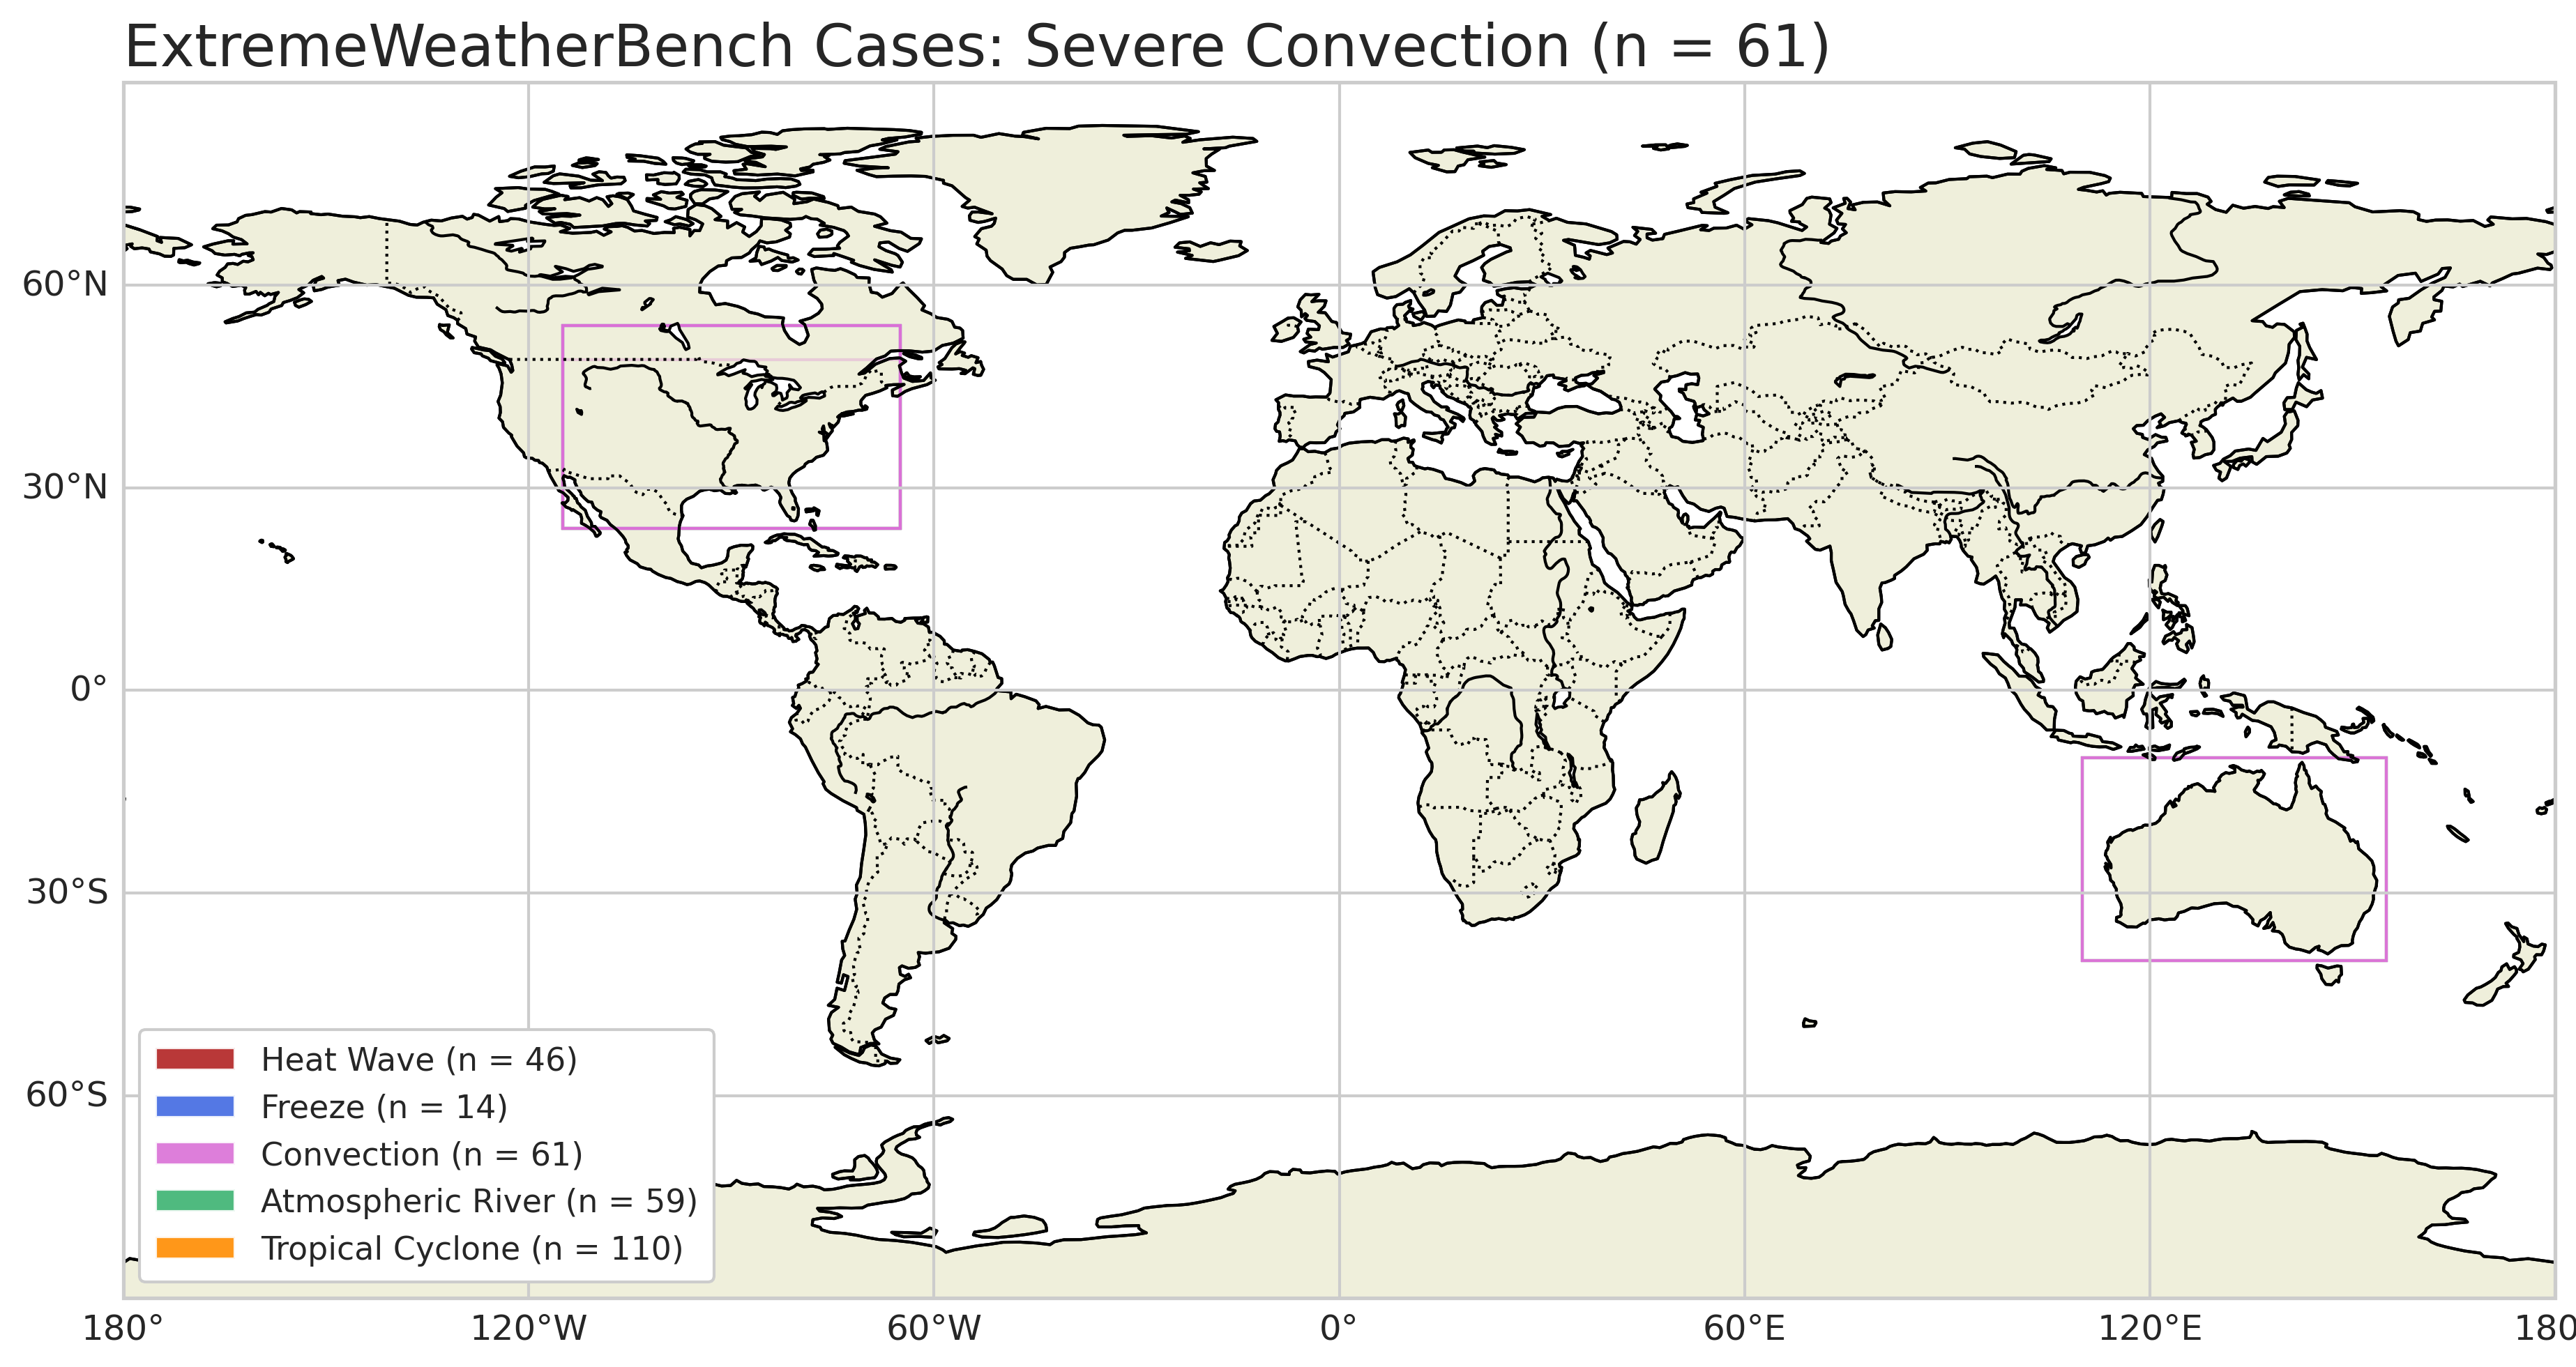 ExtremeWeatherBench Cases: Severe Convection (n = 61)
60°N
30°N
0°
30°S
60°S
Heat Wave (n = 46)
Freeze (n = 14)
Convection (n = 61)
Atmospheric River (n = 59)
Tropical Cyclone (n = 110)
180° 120°W 60°W 0° 60°E 120°E 180